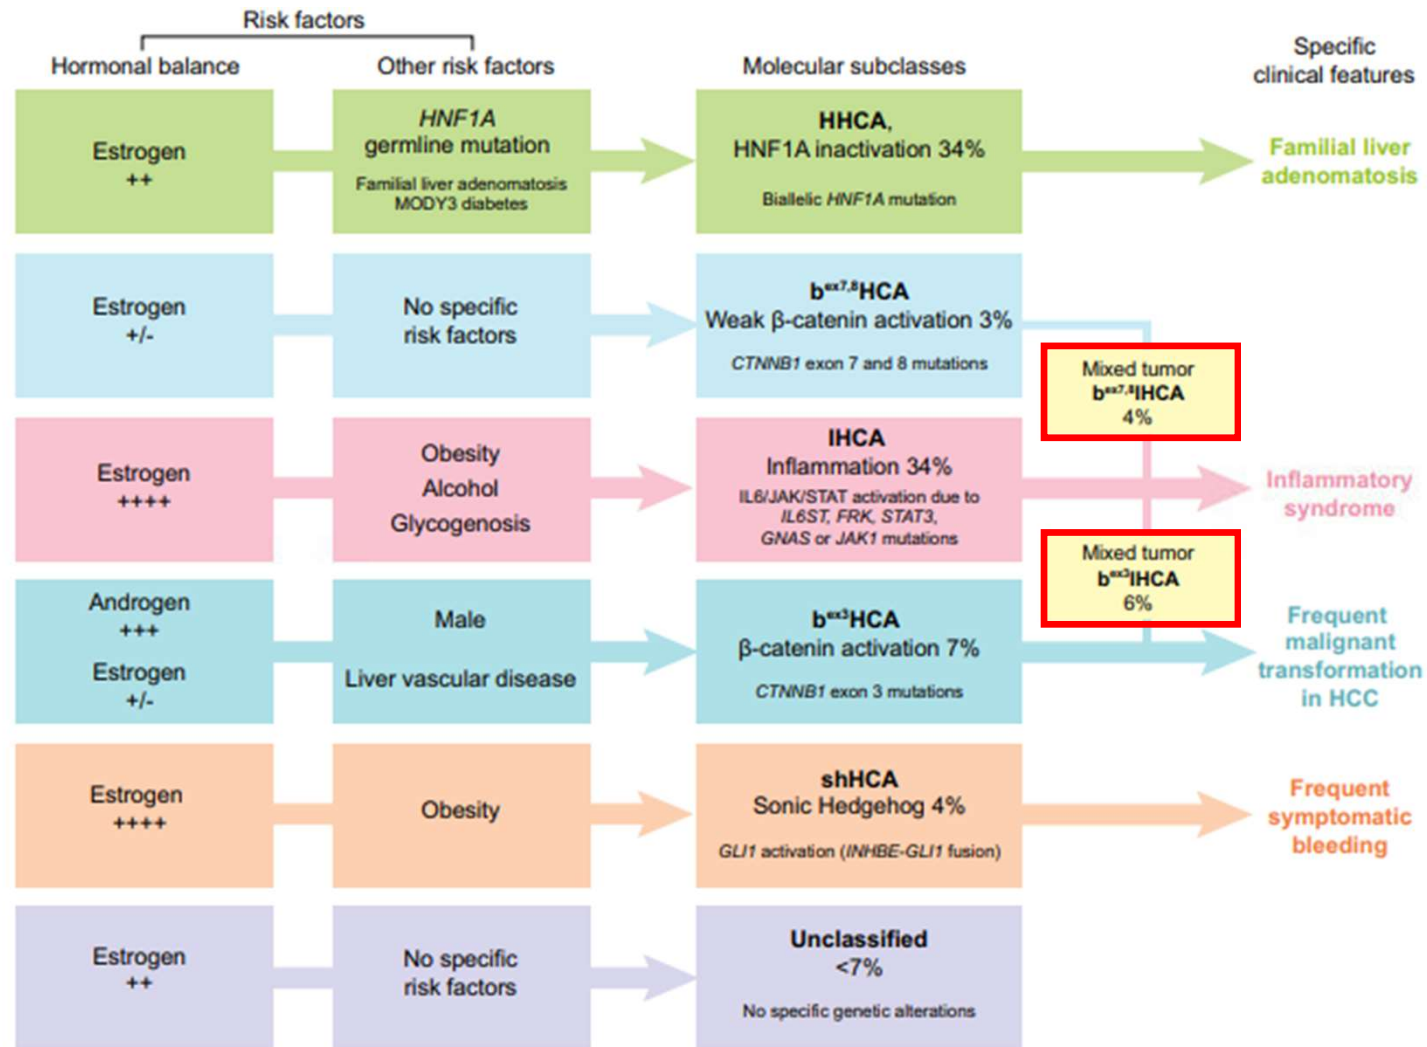 Risk factors
Hormonal balance
Other risk factors
Molecular subclasses
Specific
clinical features
Estrogen
++
HNF1A
germline mutation
Familial liver adenomatosis
MODY3 diabetes
HHCA,
HNF1A inactivation 34%
Biallelic HNF1A mutation
Familial liver
adenomatosis
Estrogen
+/-
No specific
risk factors
bex7,8HCA
Weak β-catenin activation 3%
CTNNB1 exon 7 and 8 mutations
Mixed tumor
bex7,8IHCA
4%
Estrogen
++++
Obesity
Alcohol
Glycogenosis
IHCA
Inflammation 34%
IL6/JAK/STAT activation due to
IL6ST, FRK, STAT3,
GNAS or JAK1 mutations
Inflammatory
syndrome
Mixed tumor
bex3IHCA
6%
Androgen
+++
Estrogen
+/-
Male
Liver vascular disease
bex3HCA
β-catenin activation 7%
CTNNB1 exon 3 mutations
Frequent
malignant
transformation
in HCC
Estrogen
++++
Obesity
shHCA
Sonic Hedgehog 4%
GLI1 activation (INHBE-GLI1 fusion)
Frequent
symptomatic
bleeding
Estrogen
++
No specific
risk factors
Unclassified
<7%
No specific genetic alterations